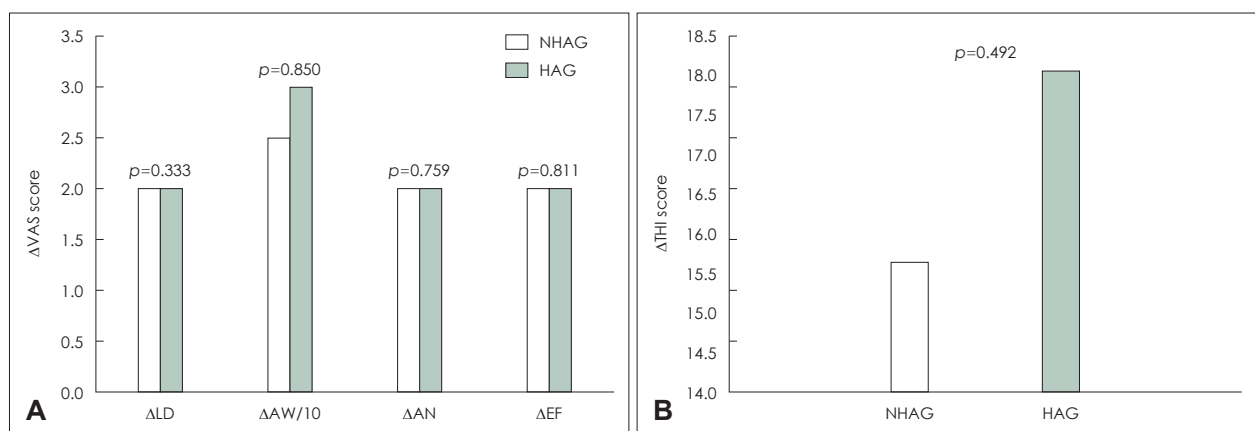 3.5
3.0
2.5
2.0
1.5
1.0
0.5
0.0
ΔVAS score
NHAG
HAG
p=0.333
p=0.850
p=0.759
p=0.811
ΔLD
ΔAW/10
ΔAN
ΔEF
A
18.5
18.0
17.5
17.0
16.5
16.0
15.5
15.0
14.5
14.0
ΔTHI score
p=0.492
NHAG
HAG
B